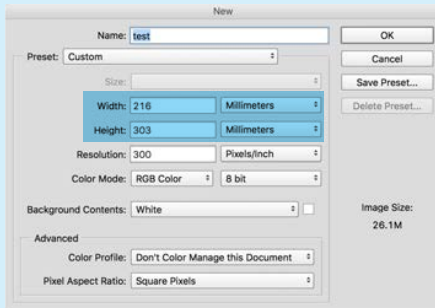 New
Name: test
OK
Preset: Custom
Cancel
Size:
Save Preset...
Width: 216 Millimeters
Delete Preset...
Height: 303 Millimeters
Resolution: 300 Pixels/Inch
Color Mode: RGB Color 8 bit
Background Contents: White
Image Size:
26.1M
Advanced
Color Profile: Don't Color Manage this Document
Pixel Aspect Ratio: Square Pixels